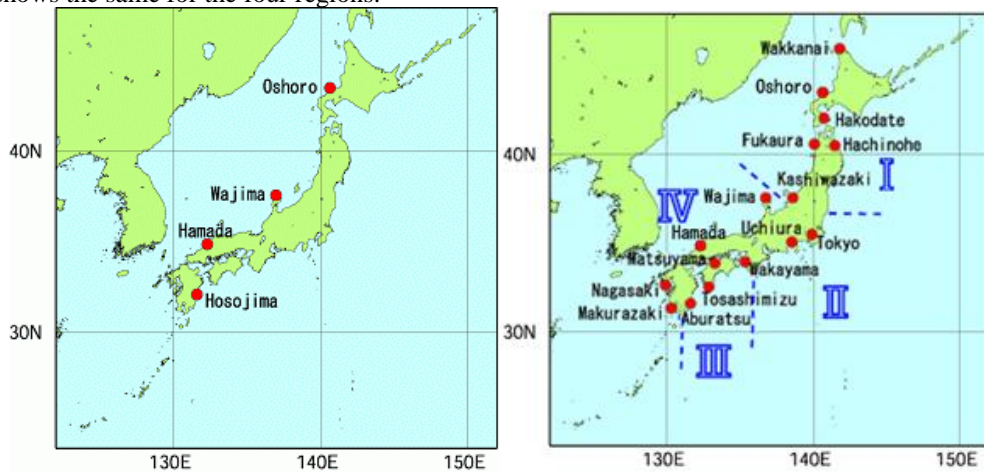 shows the same for the four regions.
Oshoro
40N
Wajima
Hamada
Hosojima
30N
130E
140E
150E
Wakkanai
Oshoro
Hakodate
Fukaura
Hachinohe
40N
Kashiwazaki
I
Wajima
IV
Uchiura
Hamada
Tokyo
Matsuyama
Wakayama
Nagasaki
Tosashimizu
II
Makurazaki
Aburatsu
30N
III
130E
140E
150E